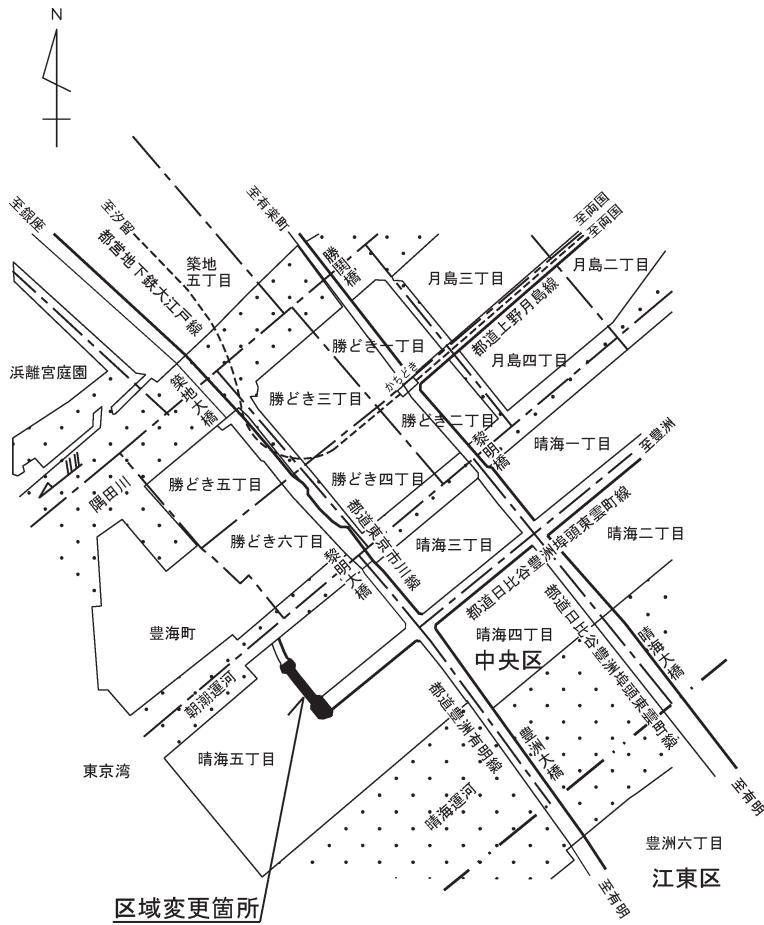 N
至銀座
至汐留
都営地下鉄大江戸線
築地
五丁目
至有楽町
勝鬨橋
月島三丁目
至両国
至両国
月島二丁目
都道上野月島線
浜離宮庭園
築地大橋
勝どき一丁目
かちどき
月島四丁目
勝どき三丁目
勝どき二丁目
黎明橋
晴海一丁目
至豊洲
隅田川
勝どき五丁目
勝どき四丁目
都道東京市川線
勝どき六丁目
黎明大橋
晴海三丁目
都道日比谷豊洲埠頭東雲町線
晴海二丁目
豊海町
晴海四丁目
中央区
都道日比谷豊洲埠頭東雲町線
晴海大橋
朝潮運河
都道豊洲有明線
豊洲大橋
東京湾
晴海五丁目
晴海運河
至有明
豊洲六丁目
江東区
至有明
区域変更箇所